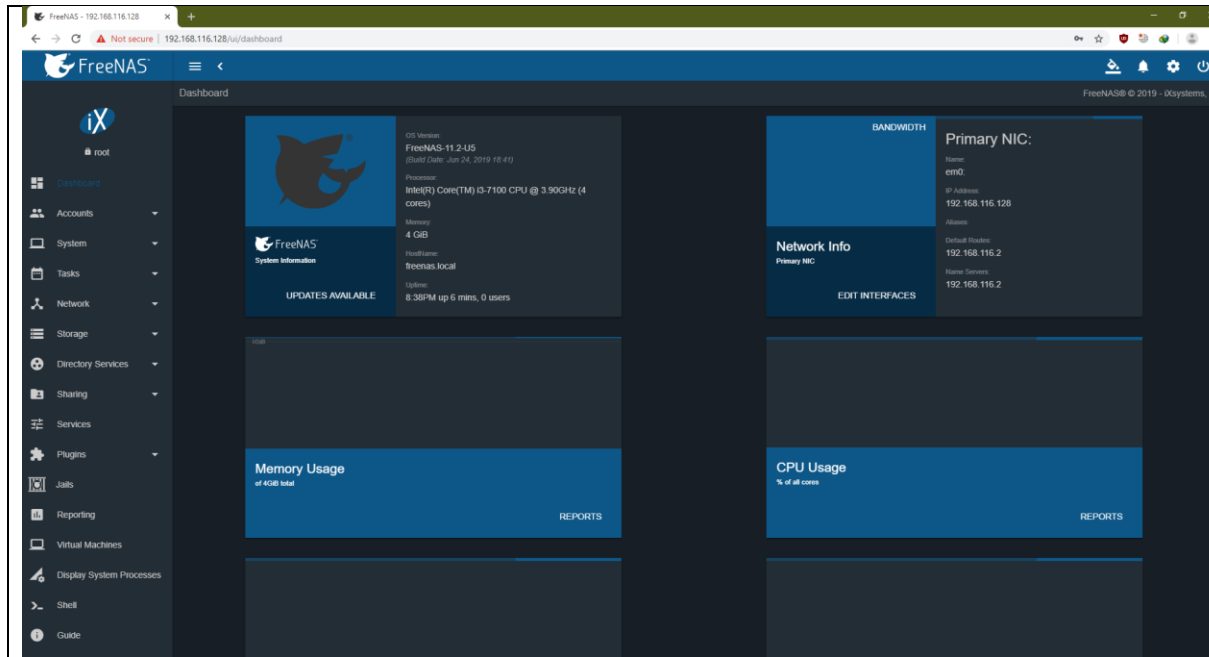 FreeNAS - 192.168.116.128
Not secure | 192.168.116.128/ui/dashboard
FreeNAS
Dashboard
FreeNAS® © 2019 - iXsystems,
iX
root
Dashboard
Accounts
System
Tasks
Network
Storage
Directory Services
Sharing
Services
Plugins
Jails
Reporting
Virtual Machines
Display System Processes
Shell
Guide
FreeNAS
System Information
UPDATES AVAILABLE
OS Version:
FreeNAS-11.2-U5
(Build Date: Jun 24, 2019 18:41)
Processor:
Intel(R) Core(TM) i3-7100 CPU @ 3.90GHz (4
cores)
Memory:
4 GiB
HostName:
freenas.local
Uptime:
8:38PM up 6 mins, 0 users
BANDWIDTH
Network Info
Primary NIC
EDIT INTERFACES
Primary NIC:
Name:
em0:
IP Address:
192.168.116.128
Aliases:
Default Routes:
192.168.116.2
Name Servers:
192.168.116.2
Memory Usage
of 4GiB total
REPORTS
CPU Usage
% of all cores
REPORTS